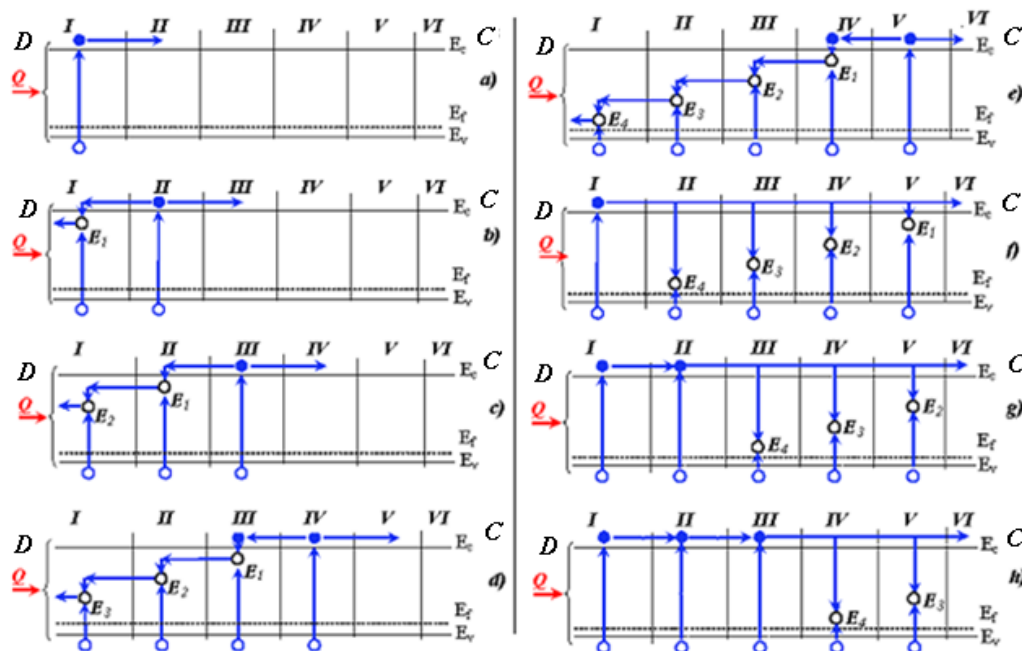 I II III IV V VI
D Ec C
Q a)
Ef
Ev
I II III IV V VI
D Ec C
E1 b)
Q
Ef
Ev
I II III IV V VI
D Ec C
E1
E2 c)
Q
Ef
Ev
I II III IV V VI
D Ec C
E1
E2 d)
Q E3
Ef
Ev
I II III IV V VI
D Ec C
E1
E2 e)
Q E3
E4 Ef
Ev
I II III IV V VI
D Ec C
E1
E2 f)
Q E3
E4 Ef
Ev
I II III IV V VI
D Ec C
E2 g)
Q E3
E4 Ef
Ev
I II III IV V VI
D Ec C
h)
Q E3
E4 Ef
Ev